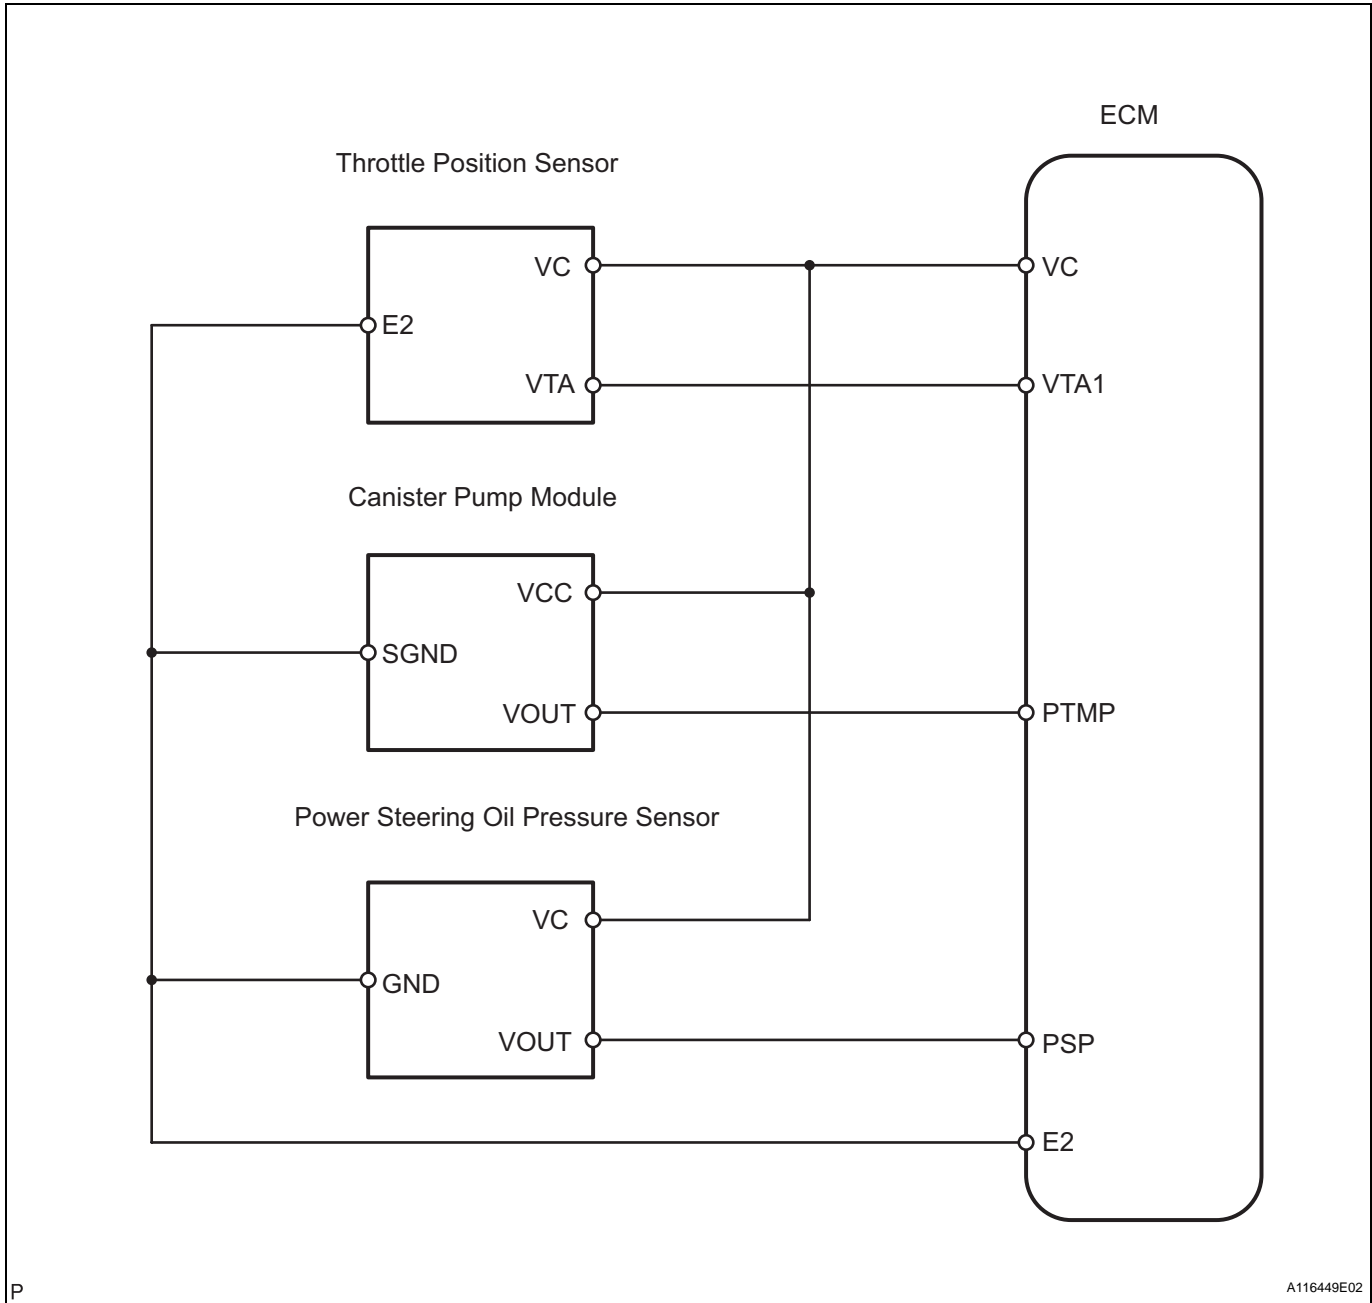 ECM
Throttle Position Sensor
VC
VC
E2
VTA
VTA1
Canister Pump Module
VCC
SGND
VOUT
PTMP
Power Steering Oil Pressure Sensor
VC
GND
VOUT
PSP
E2
P
A116449E02